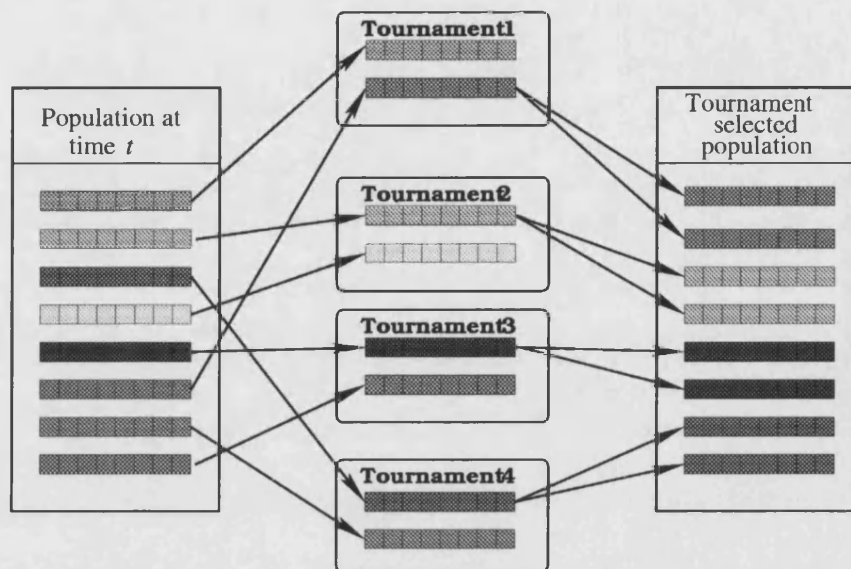 Tournament1
Population at
time t
Tournament2
Tournament3
Tournament4
Tournament
selected
population